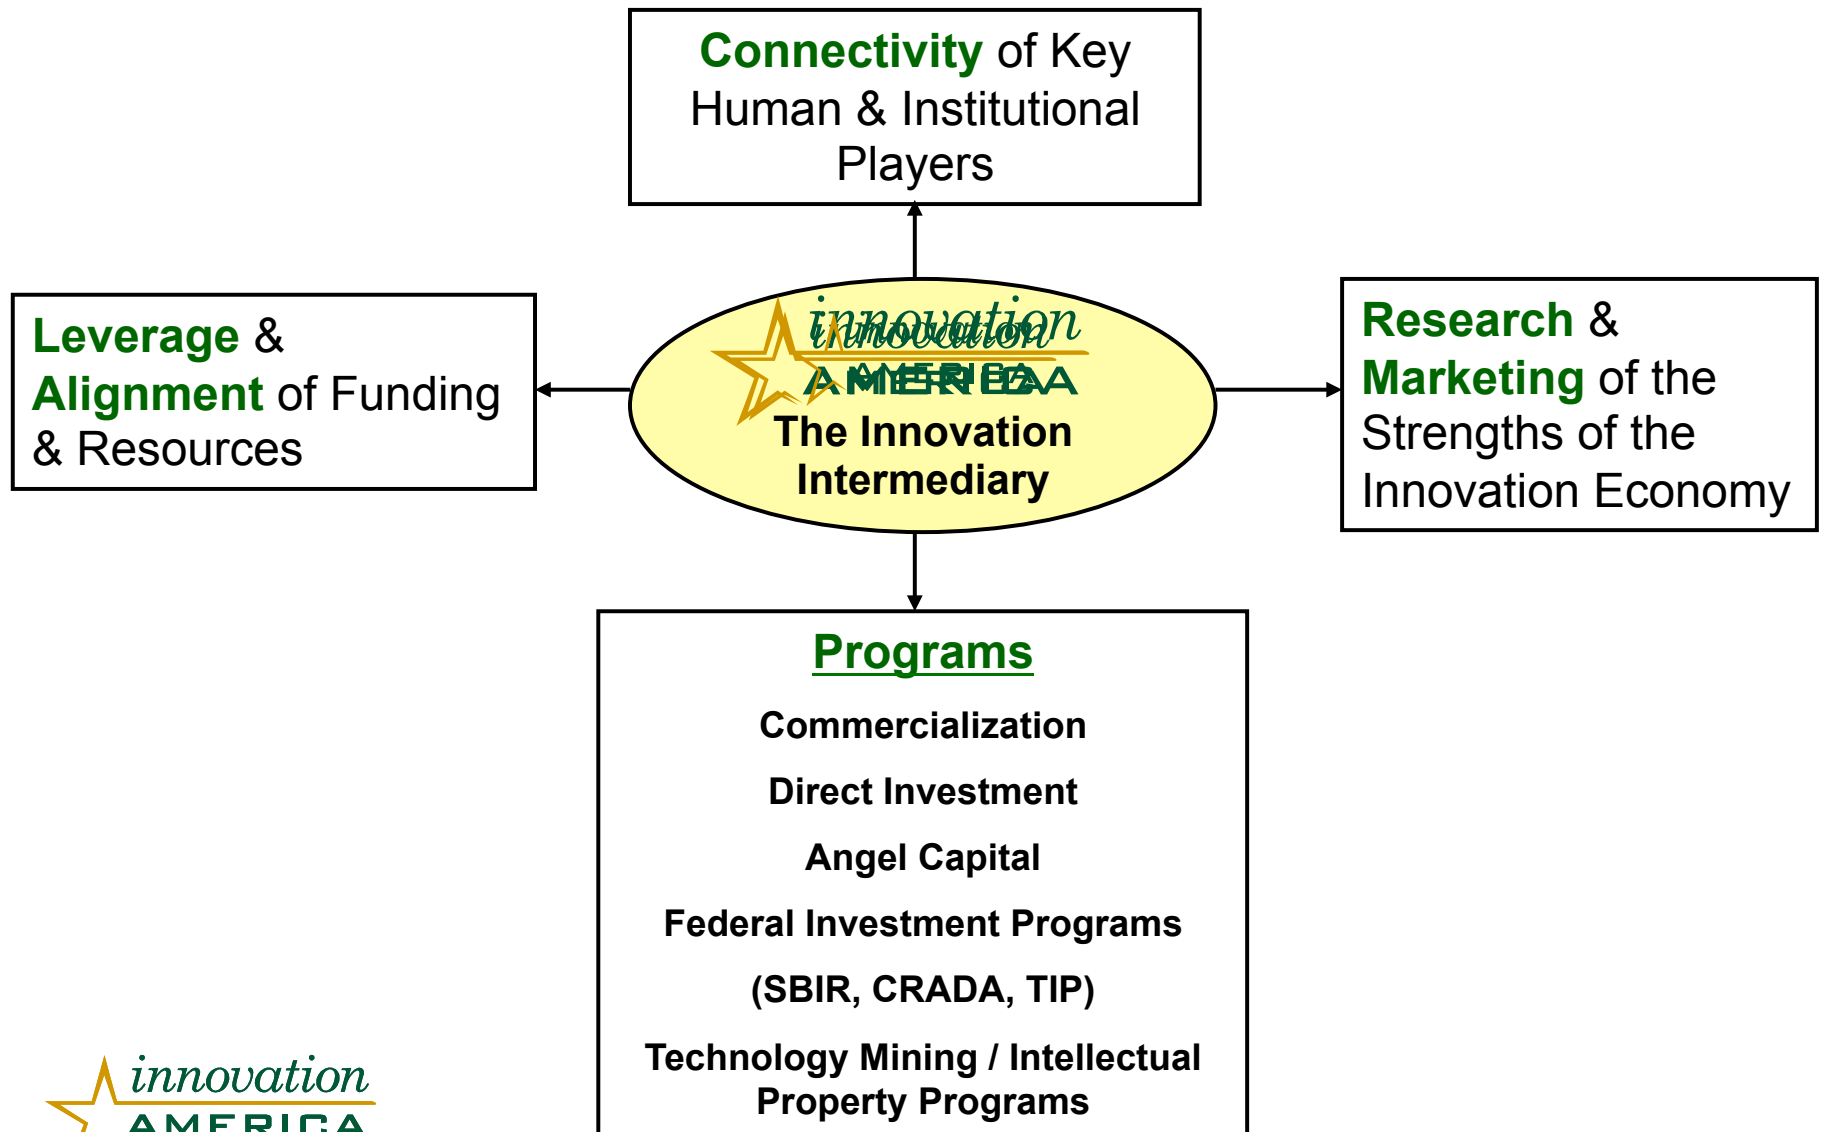 Connectivity of Key
Human & Institutional
Players
Leverage &
Alignment of Funding
& Resources
innovation
innovation
AMERICA
AMERICA
The Innovation
Intermediary
Research &
Marketing of the
Strengths of the
Innovation Economy
Programs
Commercialization
Direct Investment
Angel Capital
Federal Investment Programs
(SBIR, CRADA, TIP)
Technology Mining / Intellectual
Property Programs
innovation
AMERICA